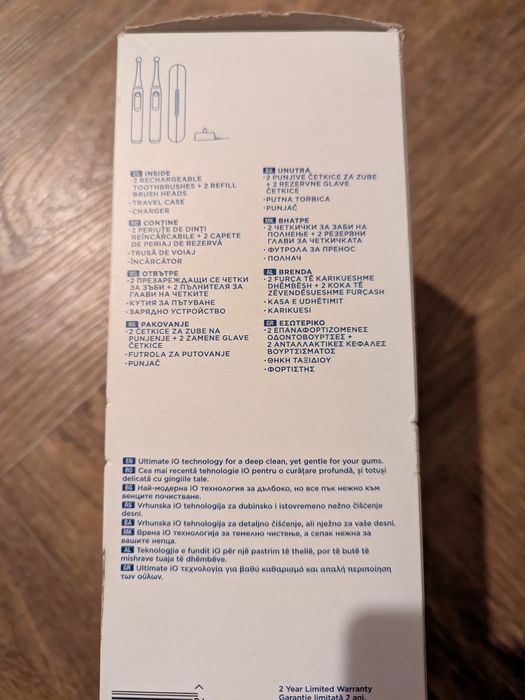 EN INSIDE
•2 RECHARGEABLE
TOOTHBRUSHES + 2 REFILL
BRUSH HEADS
•TRAVEL CASE
•CHARGER
RO CONȚINE
•2 PERIUȚE DE DINȚI
REÎNCĂRCABILE + 2 CAPETE
DE PERIAJ DE REZERVĂ
•TRUSĂ DE VOIAJ
•ÎNCĂRCĂTOR
BG ОТВЪТРЕ
•2 ПРЕЗАРЕЖДАЩИ СЕ ЧЕТКИ
ЗА ЗЪБИ + 2 ПЪЛНИТЕЛЯ ЗА
ГЛАВИ НА ЧЕТКИТЕ
•КУТИЯ ЗА ПЪТУВАНЕ
•ЗАРЯДНО УСТРОЙСТВО
RS PAKOVANJE
•2 ČETKICE ZA ZUBE NA
PUNJENJE + 2 ZAMENE GLAVE
ČETKICE
•FUTROLA ZA PUTOVANJE
•PUNJAČ
BA UNUTRA
•2 PUNJIVE ČETKICE ZA ZUBE
+ 2 REZERVNE GLAVE
ČETKICE
•PUTNA TORBICA
•PUNJAČ
MK ВНАТРЕ
•2 ЧЕТКИЧКИ ЗА ЗАБИ НА
ПОЛНЕЊЕ + 2 РЕЗЕРВНИ
ГЛАВИ ЗА ЧЕТКИЧКАТА
•ФУТРОЛА ЗА ПРЕНОС
•ПОЛНАЧ
AL BRENDA
•2 FURÇA TË KARIKUESHME
DHËMBËSH + 2 KOKA TË
ZËVENDËSUESHME FURÇASH
•KASA E UDHËTIMIT
•KARIKUESI
GR ΕΣΩΤΕΡΙΚΟ
•2 ΕΠΑΝΑΦΟΡΤΙΖΟΜΕΝΕΣ
ΟΔΟΝΤΟΒΟΥΡΤΣΕΣ +
2 ΑΝΤΑΛΛΑΚΤΙΚΕΣ ΚΕΦΑΛΕΣ
ΒΟΥΡΤΣΙΣΜΑΤΟΣ
•ΘΗΚΗ ΤΑΞΙΔΙΟΥ
•ΦΟΡΤΙΣΤΗΣ
EN Ultimate iO technology for a deep clean, yet gentle for your gums.
RO Cea mai recentă tehnologie iO pentru o curățare profundă, și totuși
delicată cu gingiile tale.
BG Най-модерна iO технология за дълбоко, но все пак нежно към
венците почистване.
RS Vrhunska iO tehnologija za dubinsko i istovremeno nežno čišćenje
desni.
BA Vrhunska iO tehnologija za detaljno čišćenje, ali nježno za vaše desni.
MK Врвна iO технологија за темелно чистење, а сепак нежна за
вашите непца.
AL Teknologjia e fundit iO për një pastrim të thellë, por të butë të
mishrave tuaja të dhëmbëve.
GR Ultimate iO τεχνολογία για βαθύ καθαρισμό και απαλή περιποίηση
των ούλων.
2 Year Limited Warranty
Garanție limitată 2 ani.